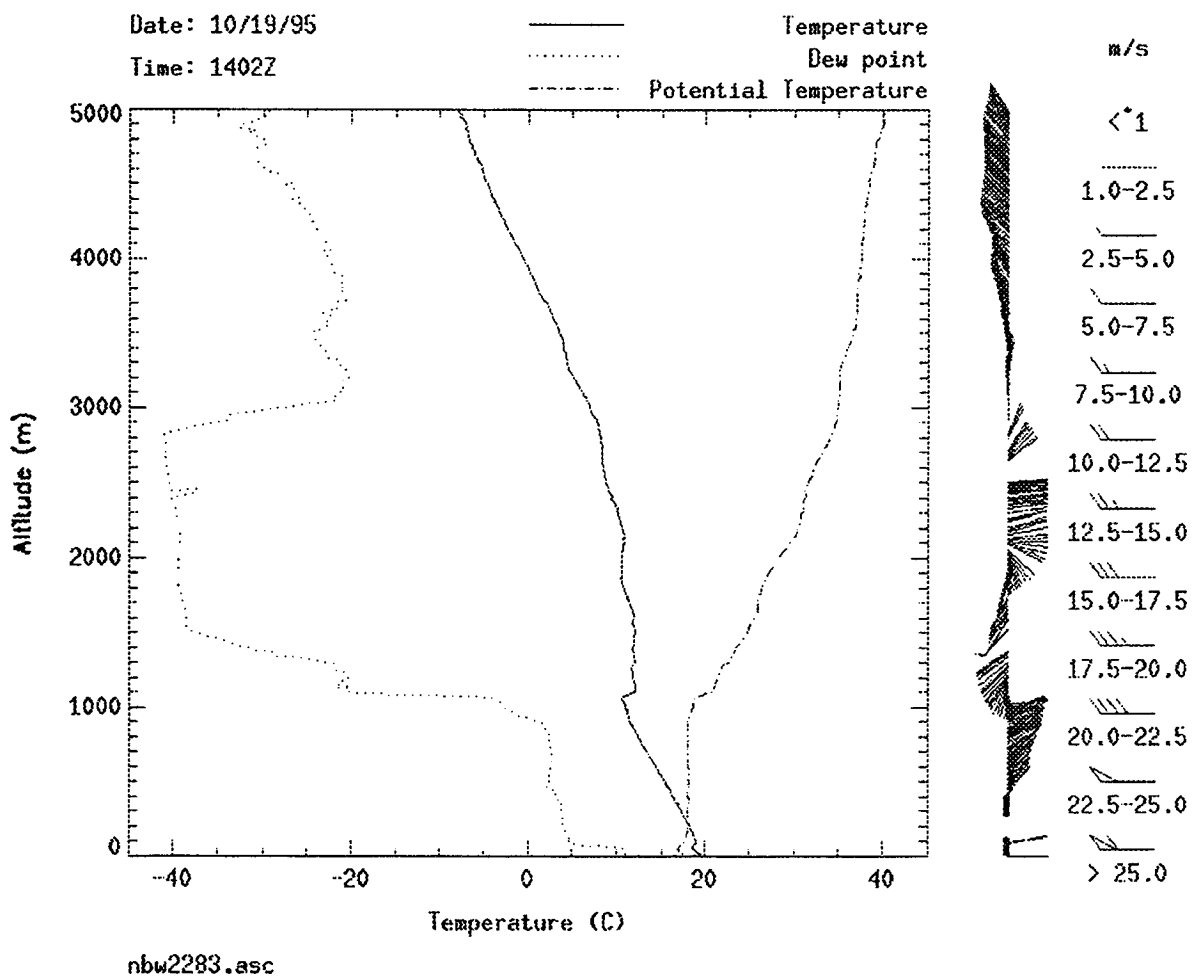 Date: 10/19/95
Time: 1402Z
Temperature
Dew point
Potential Temperature
m/s
5000
4000
3000
2000
1000
0
Altitude (m)
-40
-20
0
20
40
Temperature (C)
nbw2283.asc
< 1
1.0-2.5
2.5-5.0
5.0-7.5
7.5-10.0
10.0-12.5
12.5-15.0
15.0-17.5
17.5-20.0
20.0-22.5
22.5-25.0
> 25.0